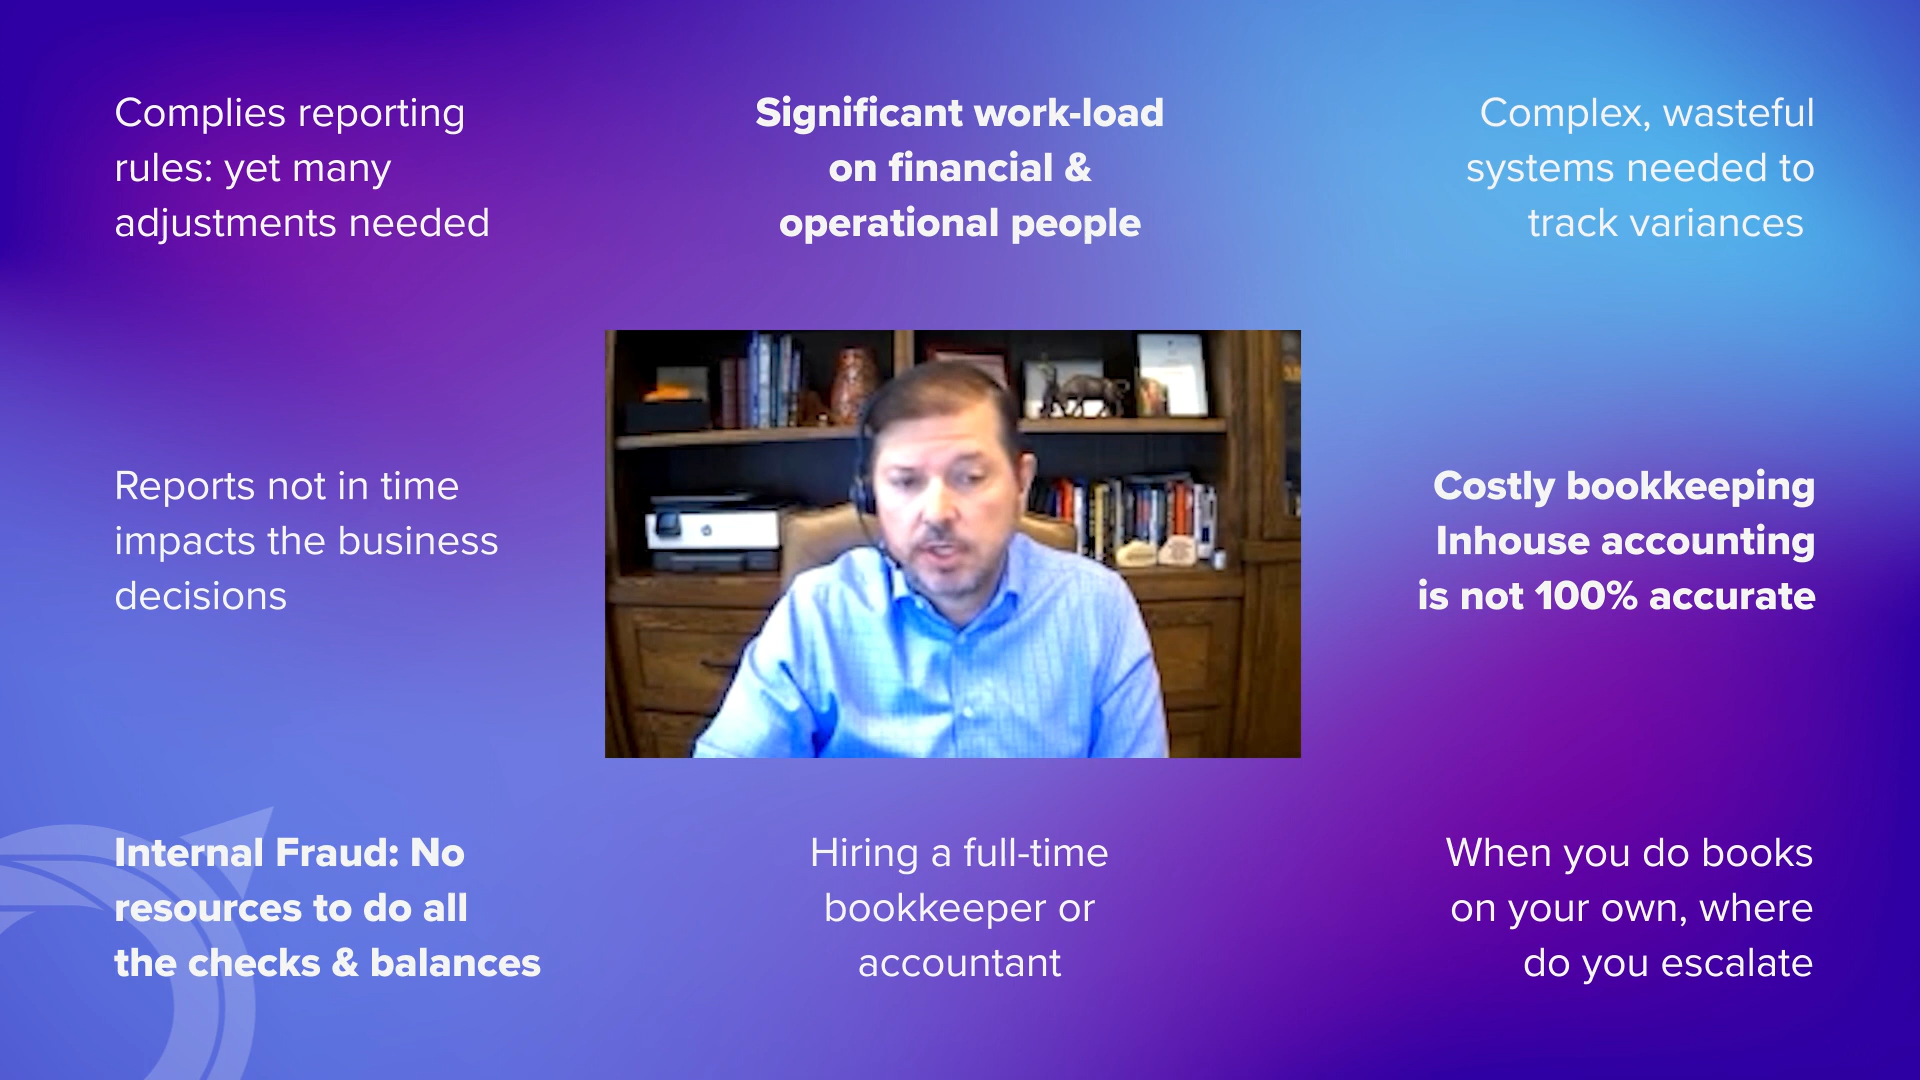 Complies reporting
rules: yet many
adjustments needed
Significant work-load
on financial &
operational people
Complex, wasteful
systems needed to
track variances
Reports not in time
impacts the business
decisions
Costly bookkeeping
Inhouse accounting
is not 100% accurate
Internal Fraud: No
resources to do all
the checks & balances
Hiring a full-time
bookkeeper or
accountant
When you do books
on your own, where
do you escalate